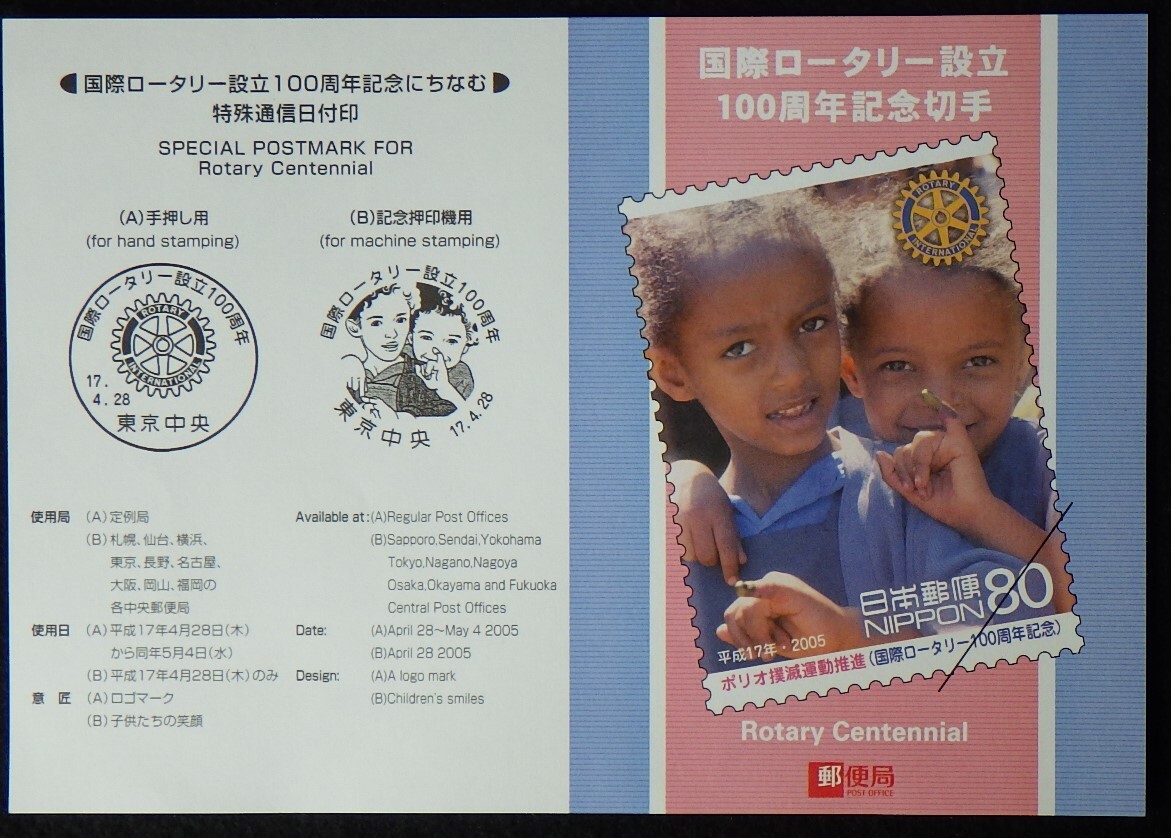 国際ロータリー設立100周年記念にちなむ
特殊通信日付印
SPECIAL POSTMARK FOR
Rotary Centennial
(A)手押し用
(for hand stamping)
(B)記念押印機用
(for machine stamping)
国際ロータリー設立100周年
ROTARY
INTERNATIONAL
17.
4.28
東京中央
国際ロータリー設立100周年
東京中央 17.4.28
使用局 (A)定例局
(B)札幌、仙台、横浜、
東京、長野、名古屋、
大阪、岡山、福岡の
各中央郵便局
使用日 (A)平成17年4月28日(木)
から同年5月4日(水)
(B)平成17年4月28日(木)のみ
意 匠 (A)ロゴマーク
(B)子供たちの笑顔
Available at:(A)Regular Post Offices
(B)Sapporo,Sendai,Yokohama
Tokyo,Nagano,Nagoya
Osaka,Okayama and Fukuoka
Central Post Offices
Date: (A)April 28～May 4 2005
(B)April 28 2005
Design: (A)A logo mark
(B)Children's smiles
国際ロータリー設立
100周年記念切手
ROTARY
INTERNATIONAL
日本郵便
NIPPON 80
平成17年・2005
ポリオ撲滅運動推進(国際ロータリー100周年記念)
Rotary Centennial
郵便局
POST OFFICE